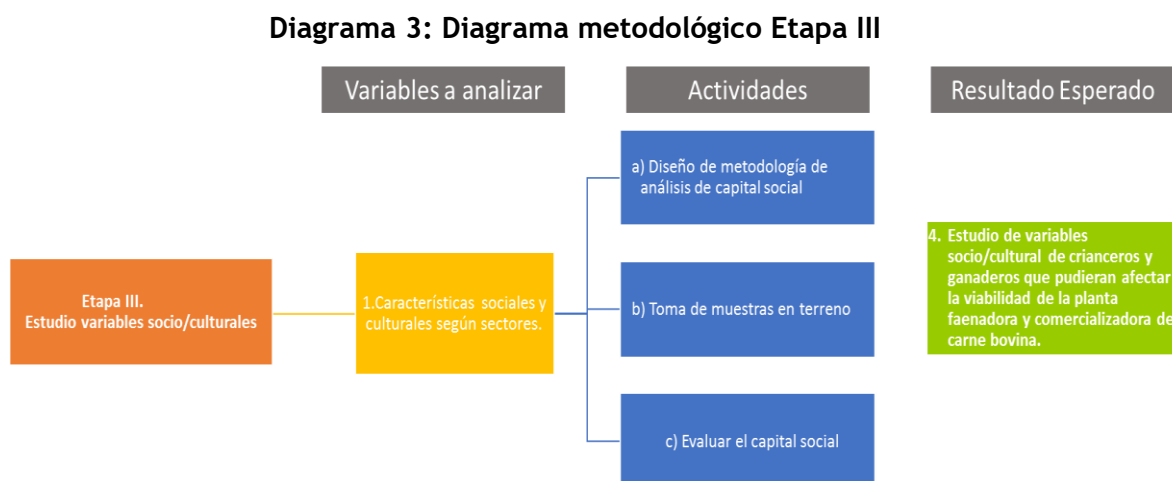 Diagrama 3: Diagrama metodológico Etapa III
Variables a analizar
Actividades
Resultado Esperado
Etapa III.
Estudio variables socio/culturales
1.Características sociales y
culturales según sectores.
a) Diseño de metodología de
análisis de capital social
b) Toma de muestras en terreno
c) Evaluar el capital social
4. Estudio de variables
socio/cultural de crianceros y
ganaderos que pudieran afectar
la viabilidad de la planta
faenadora y comercializadora de
carne bovina.